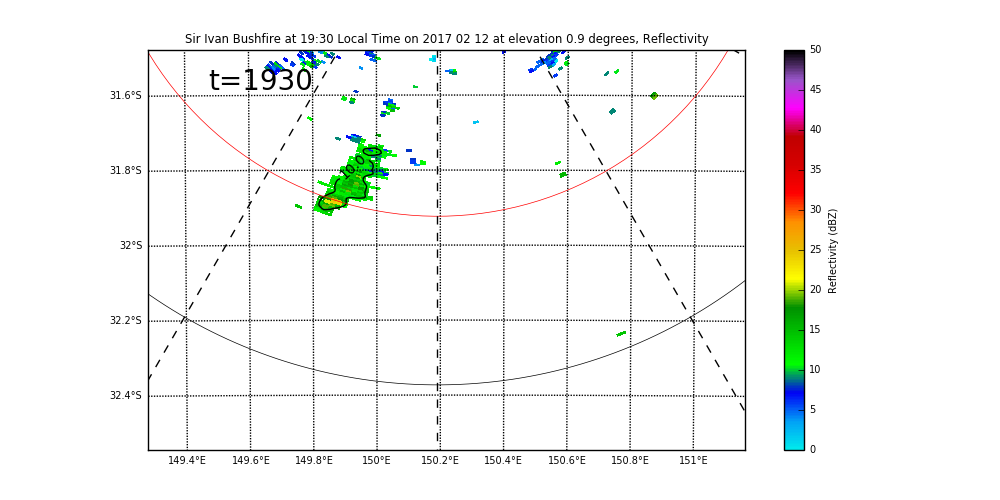 Sir Ivan Bushfire at 19:30 Local Time on 2017 02 12 at elevation 0.9 degrees, Reflectivity
t=1930
31.6°S
31.8°S
32°S
32.2°S
32.4°S
149.4°E 149.6°E 149.8°E 150°E 150.2°E 150.4°E 150.6°E 150.8°E 151°E
50
45
40
35
30
25
20
15
10
5
0
Reflectivity (dBZ)